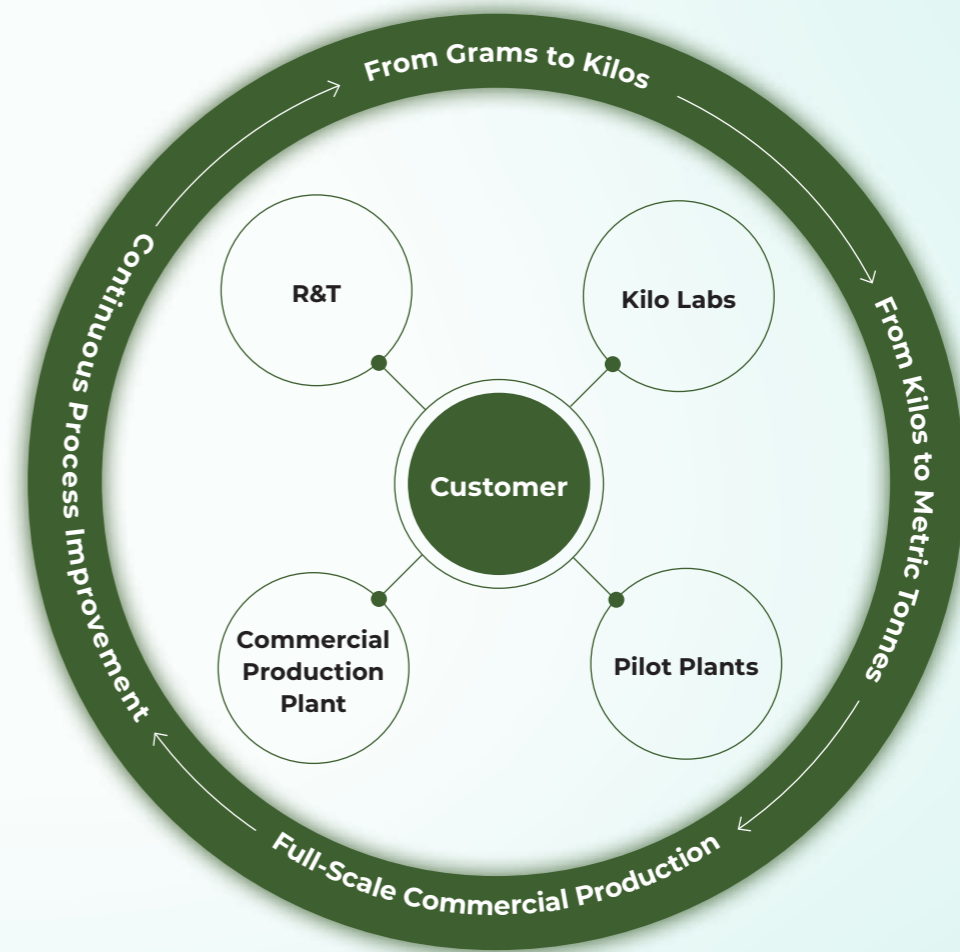 From Grams to Kilos
From Kilos to Metric Tonnes
Full-Scale Commercial Production
Continuous Process Improvement
R&T
Kilo Labs
Customer
Commercial
Production
Plant
Pilot Plants